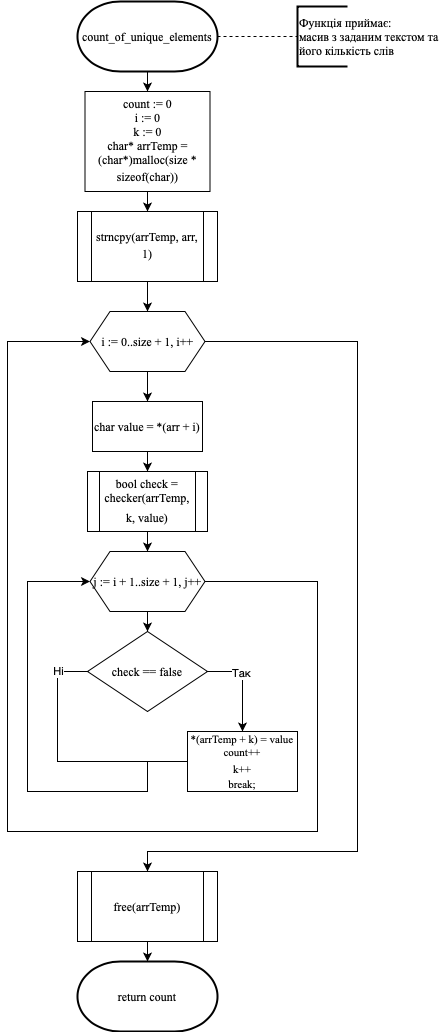 count_of_unique_elements
Функція приймає:
масив з заданим текстом та
його кількість слів
count := 0
i := 0
k := 0
char* arrTemp =
(char*)malloc(size *
sizeof(char))
strncpy(arrTemp, arr,
1)
i := 0..size + 1, i++
char value = *(arr + i)
bool check =
checker(arrTemp,
k, value)
j := i + 1..size + 1, j++
check == false
Ні
Так
*(arrTemp + k) = value
count++
k++
break;
free(arrTemp)
return count